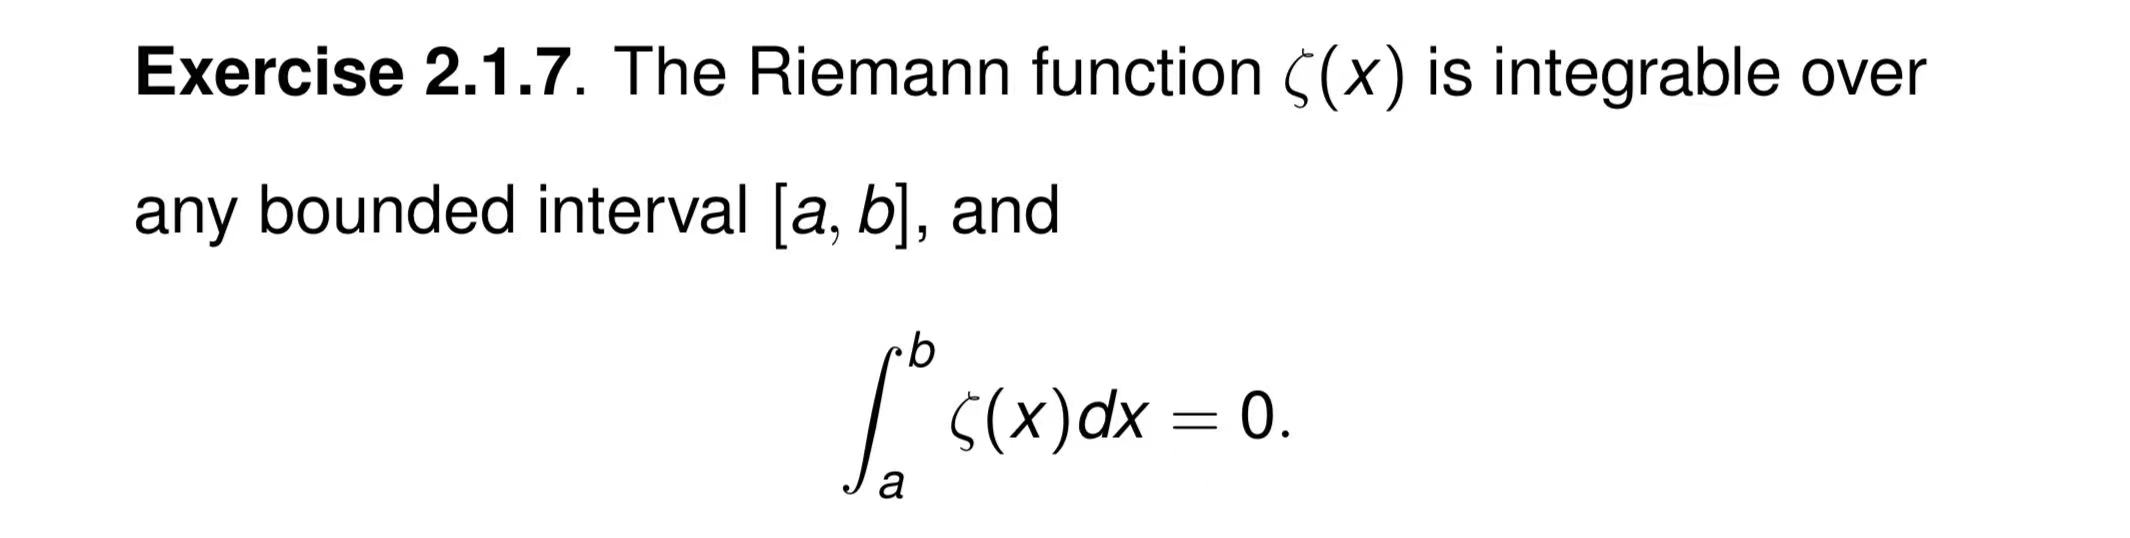 Exercise 2.1.7. The Riemann function ζ(x) is integrable over
any bounded interval [a, b], and
∫_a^b ζ(x)dx = 0.